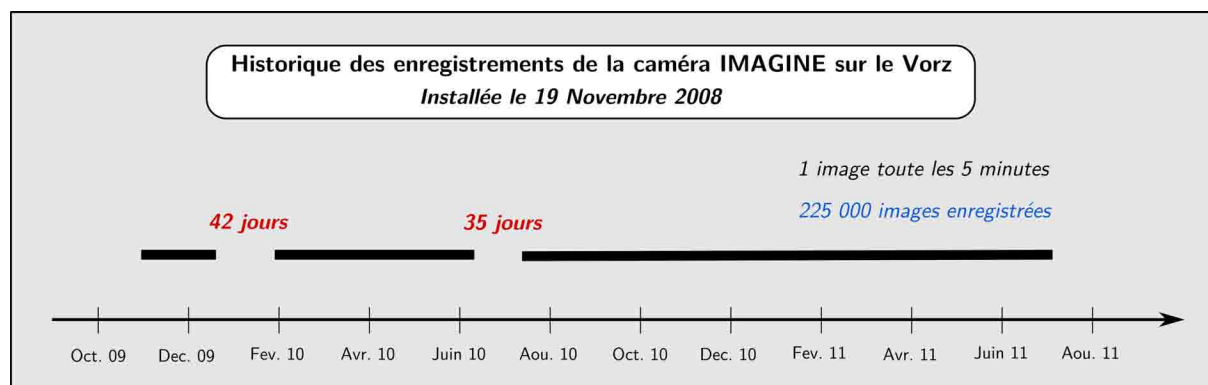 Historique des enregistrements de la caméra IMAGINE sur le Vorz
Installée le 19 Novembre 2008
1 image toute les 5 minutes
225 000 images enregistrées
42 jours
35 jours
Oct. 09
Dec. 09
Fev. 10
Avr. 10
Juin 10
Aou. 10
Oct. 10
Dec. 10
Fev. 11
Avr. 11
Juin 11
Aou. 11